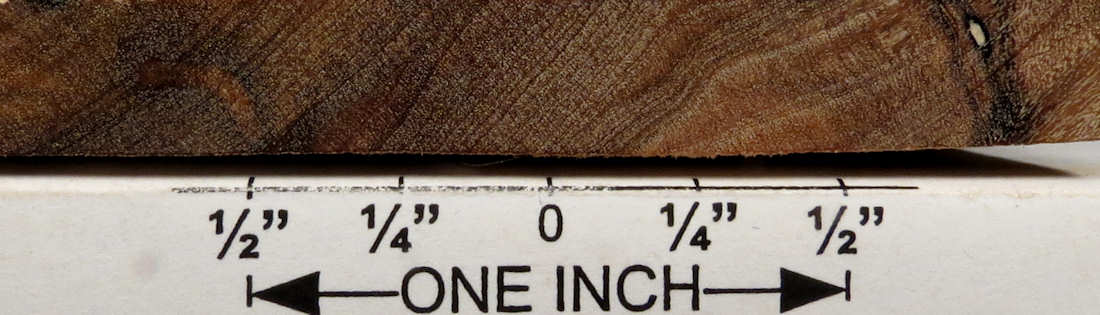 ½” ¼” 0 ¼” ½”
ONE INCH